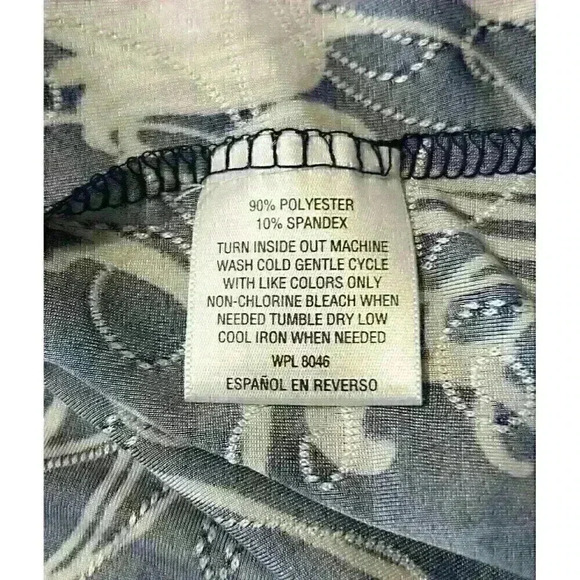 90% POLYESTER
10% SPANDEX
TURN INSIDE OUT MACHINE
WASH COLD GENTLE CYCLE
WITH LIKE COLORS ONLY
NON-CHLORINE BLEACH WHEN
NEEDED TUMBLE DRY LOW
COOL IRON WHEN NEEDED
WPL 8046
ESPAÑOL EN REVERSO